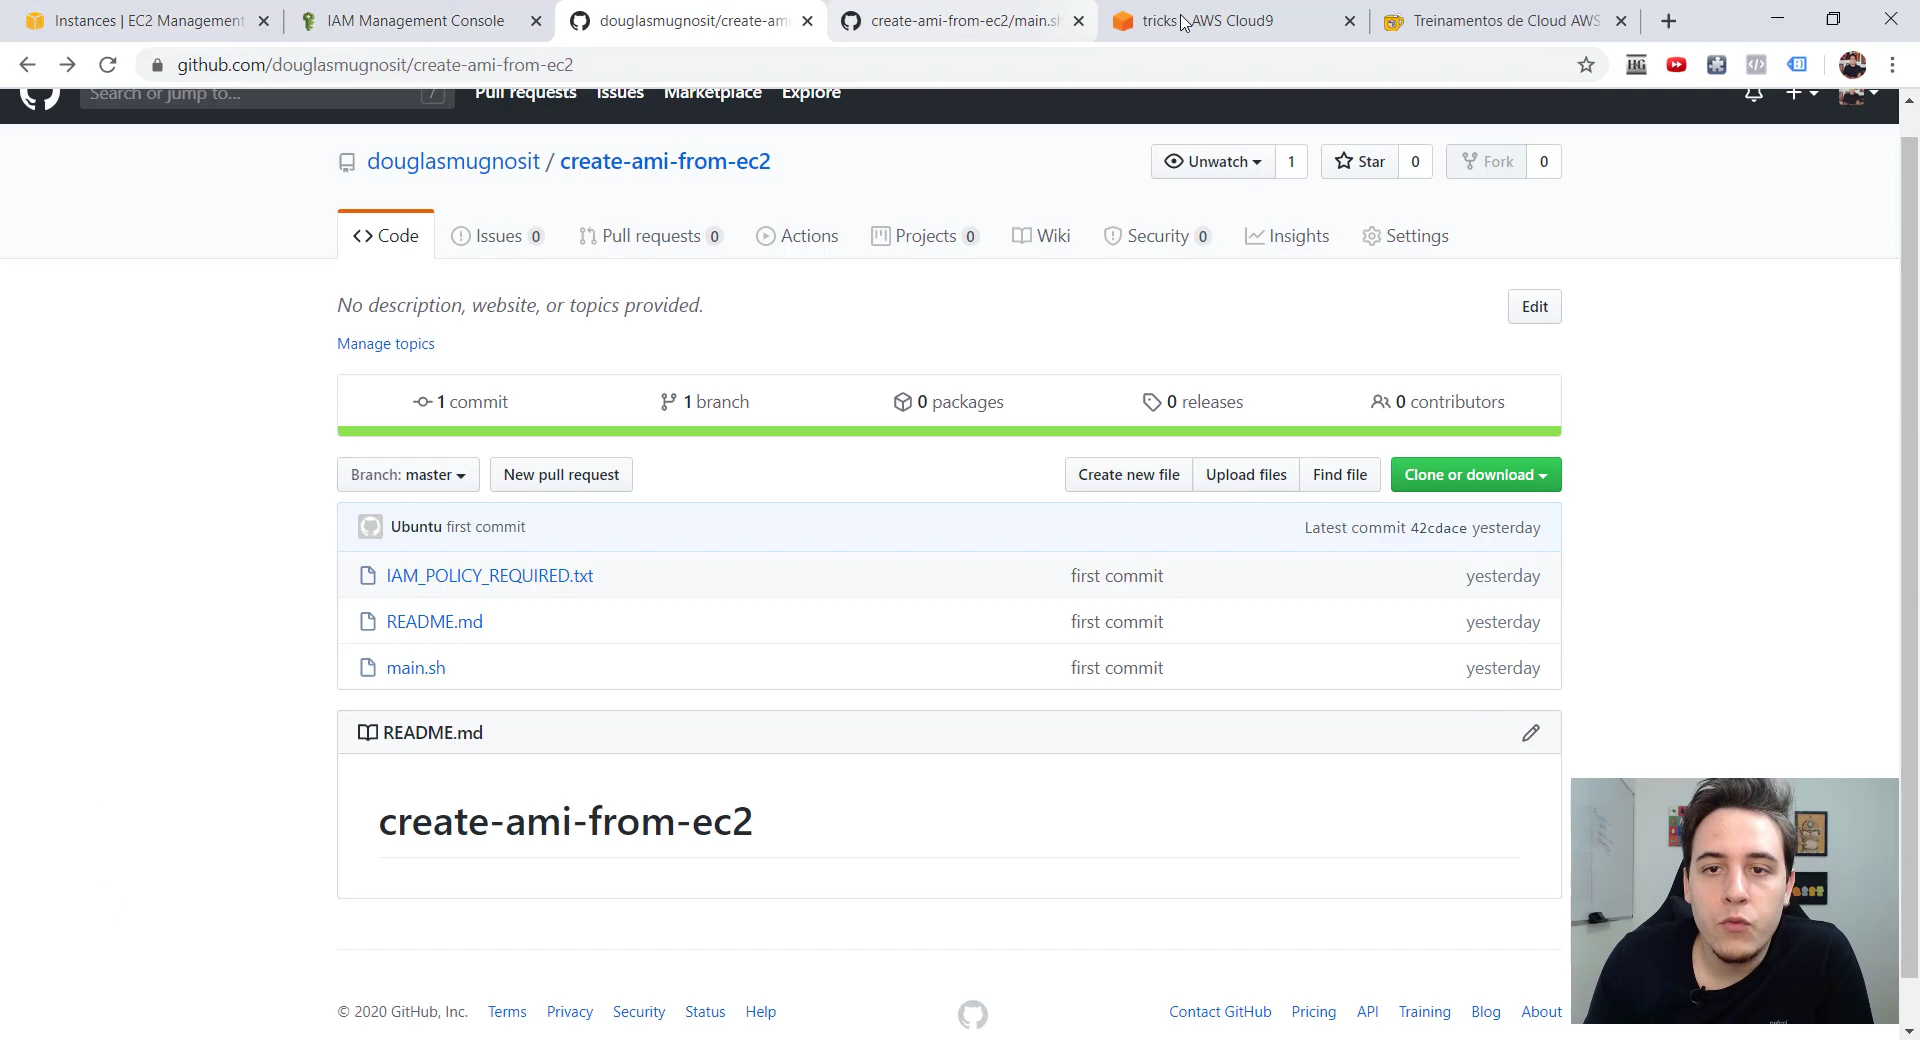 Instances | EC2 Management
IAM Management Console
douglasmugnosit/create-ami
create-ami-from-ec2/main.sh
tricks AWS Cloud9
Treinamentos de Cloud AWS
github.com/douglasmugnosit/create-ami-from-ec2
Search or jump to...
/
Pull requests
Issues
Marketplace
Explore
douglasmugnosit / create-ami-from-ec2
Unwatch 1
Star 0
Fork 0
Code
Issues 0
Pull requests 0
Actions
Projects 0
Wiki
Security 0
Insights
Settings
No description, website, or topics provided.
Edit
Manage topics
1 commit
1 branch
0 packages
0 releases
0 contributors
Branch: master
New pull request
Create new file
Upload files
Find file
Clone or download
Ubuntu first commit
Latest commit 42cdace yesterday
IAM_POLICY_REQUIRED.txt
first commit
yesterday
README.md
first commit
yesterday
main.sh
first commit
yesterday
README.md
create-ami-from-ec2
© 2020 GitHub, Inc.
Terms
Privacy
Security
Status
Help
Contact GitHub
Pricing
API
Training
Blog
About